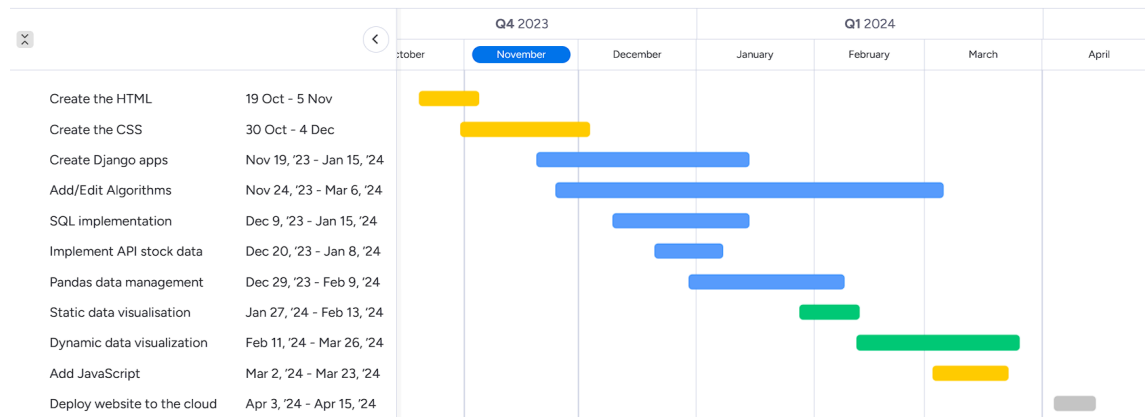 Q4 2023
Q1 2024
November
December
January
February
March
April
Create the HTML 19 Oct - 5 Nov
Create the CSS 30 Oct - 4 Dec
Create Django apps Nov 19, '23 - Jan 15, '24
Add/Edit Algorithms Nov 24, '23 - Mar 6, '24
SQL implementation Dec 9, '23 - Jan 15, '24
Implement API stock data Dec 20, '23 - Jan 8, '24
Pandas data management Dec 29, '23 - Feb 9, '24
Static data visualisation Jan 27, '24 - Feb 13, '24
Dynamic data visualization Feb 11, '24 - Mar 26, '24
Add JavaScript Mar 2, '24 - Mar 23, '24
Deploy website to the cloud Apr 3, '24 - Apr 15, '24